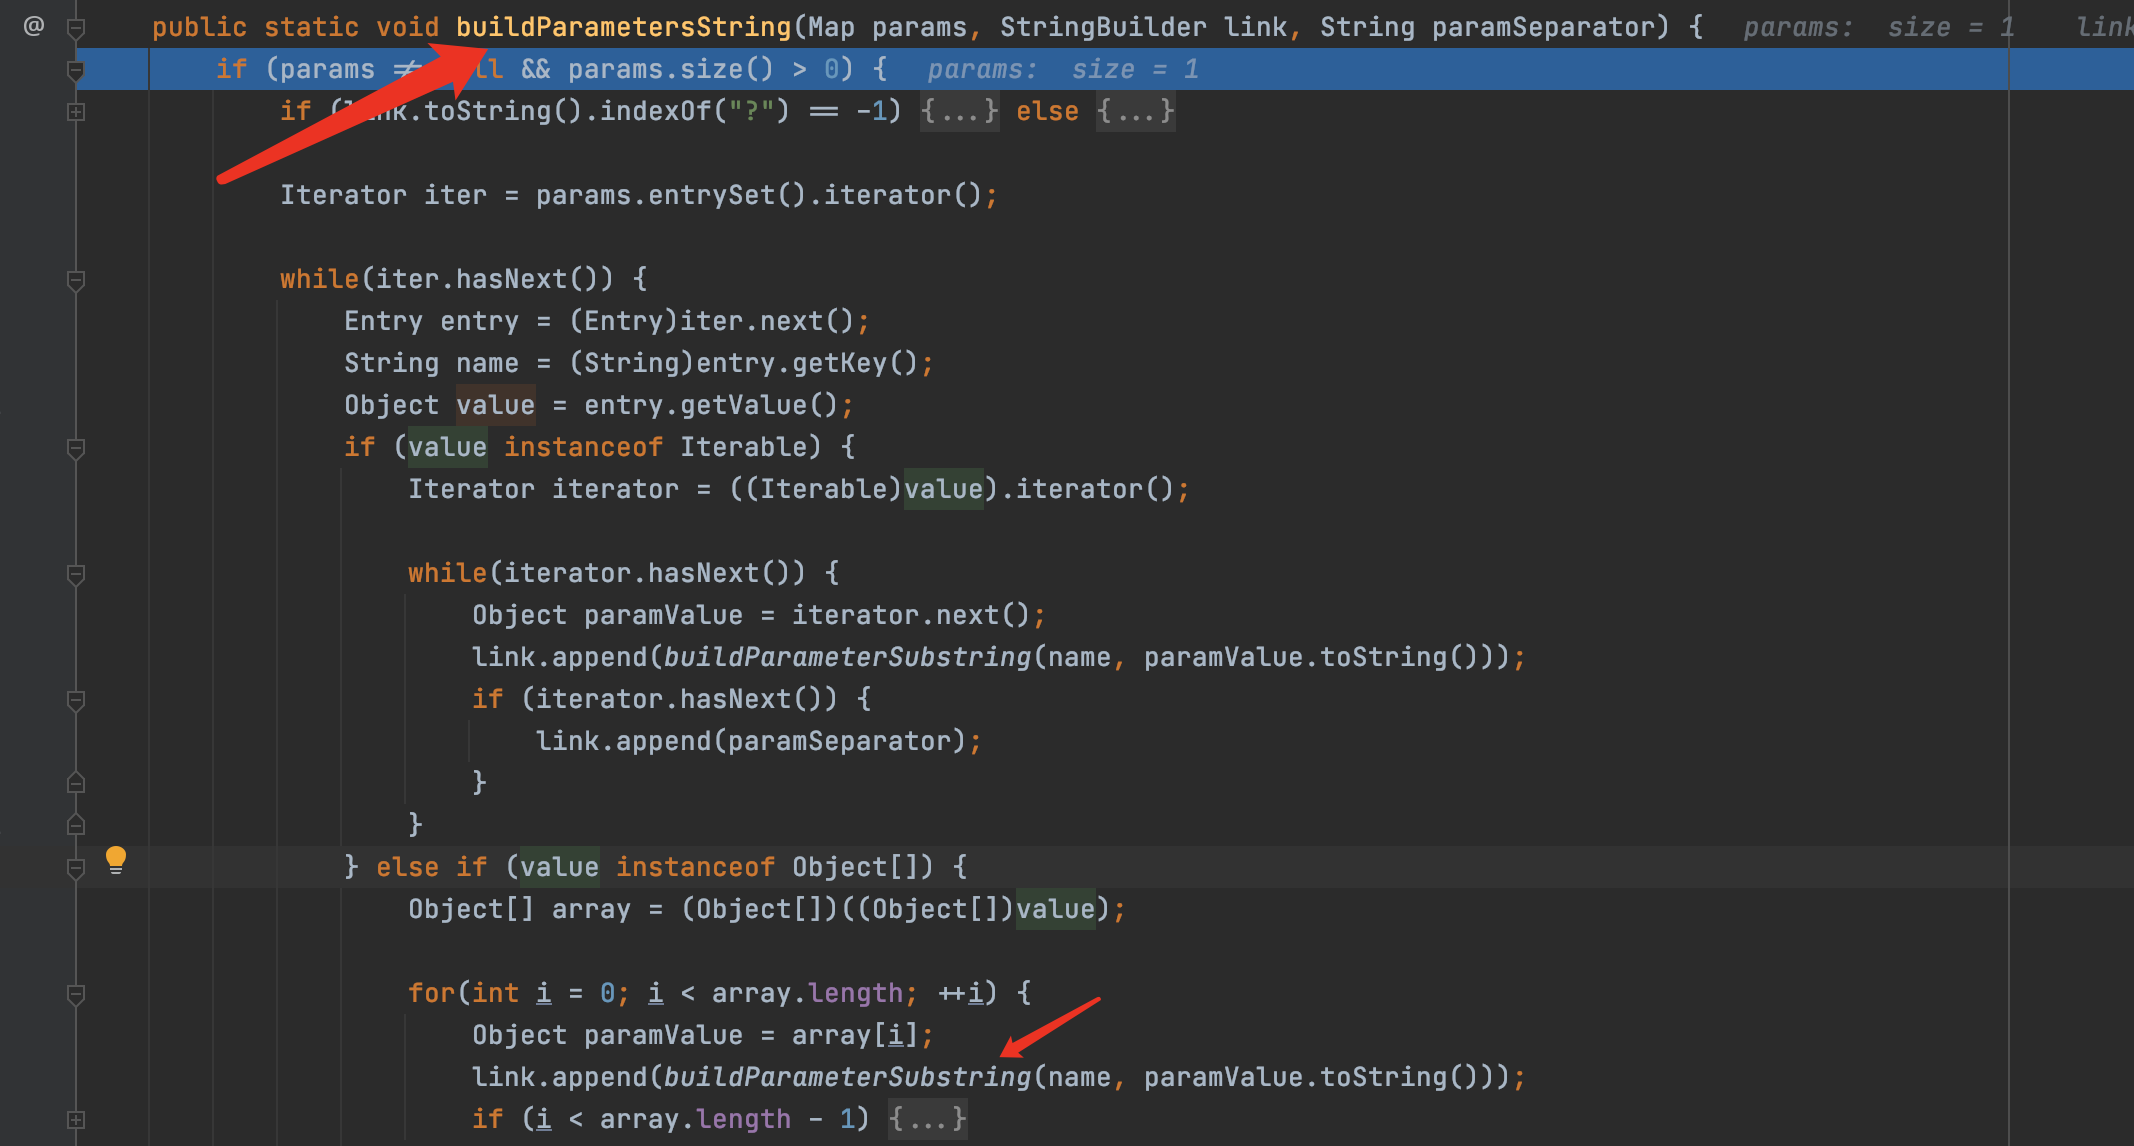 @ public static void buildParametersString(Map params, StringBuilder link, String paramSeparator) { params: size = 1 link
if (params ≠ ll && params.size() > 0) { params: size = 1
if (link.toString().indexOf("?") == -1) {...} else {...}
Iterator iter = params.entrySet().iterator();
while(iter.hasNext()) {
Entry entry = (Entry)iter.next();
String name = (String)entry.getKey();
Object value = entry.getValue();
if (value instanceof Iterable) {
Iterator iterator = ((Iterable)value).iterator();
while(iterator.hasNext()) {
Object paramValue = iterator.next();
link.append(buildParameterSubstring(name, paramValue.toString()));
if (iterator.hasNext()) {
link.append(paramSeparator);
}
}
} else if (value instanceof Object[]) {
Object[] array = (Object[])((Object[])value);
for(int i = 0; i < array.length; ++i) {
Object paramValue = array[i];
link.append(buildParameterSubstring(name, paramValue.toString()));
if (i < array.length - 1) {...}